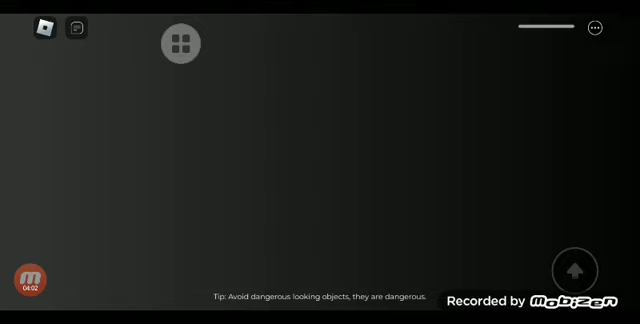 04:02
Tip: Avoid dangerous looking objects, they are dangerous.
Recorded by Mobizen